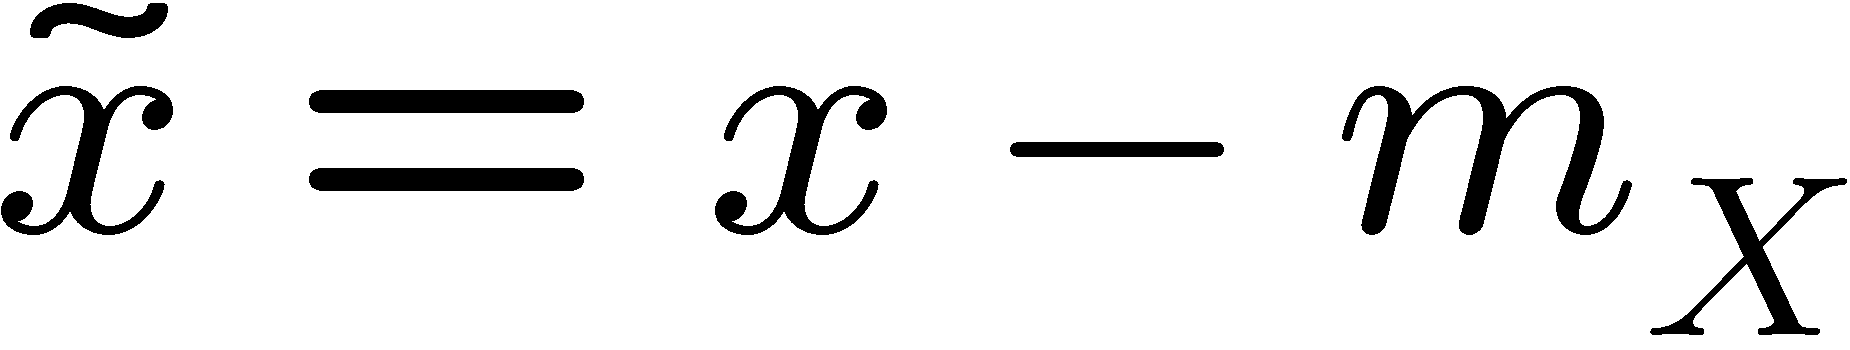 x̃ = x − m_X